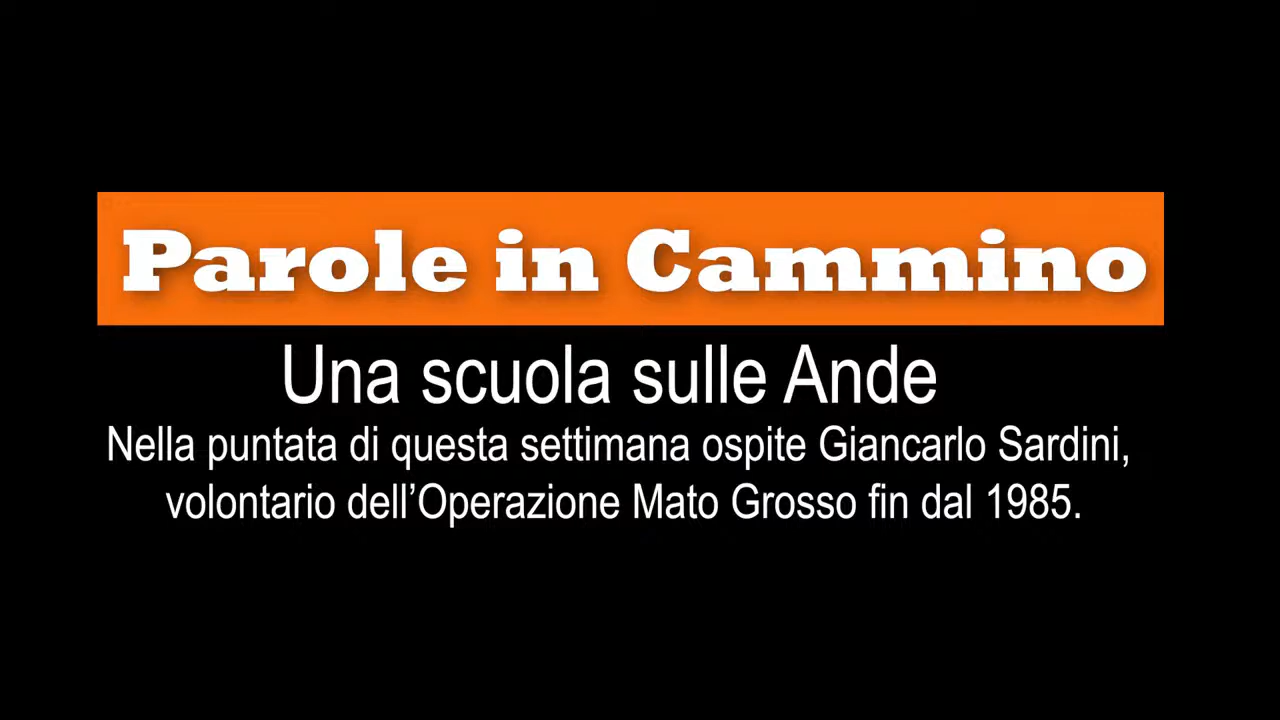 Parole in Cammino
Una scuola sulle Ande
Nella puntata di questa settimana ospite Giancarlo Sardini,
volontario dell’Operazione Mato Grosso fin dal 1985.